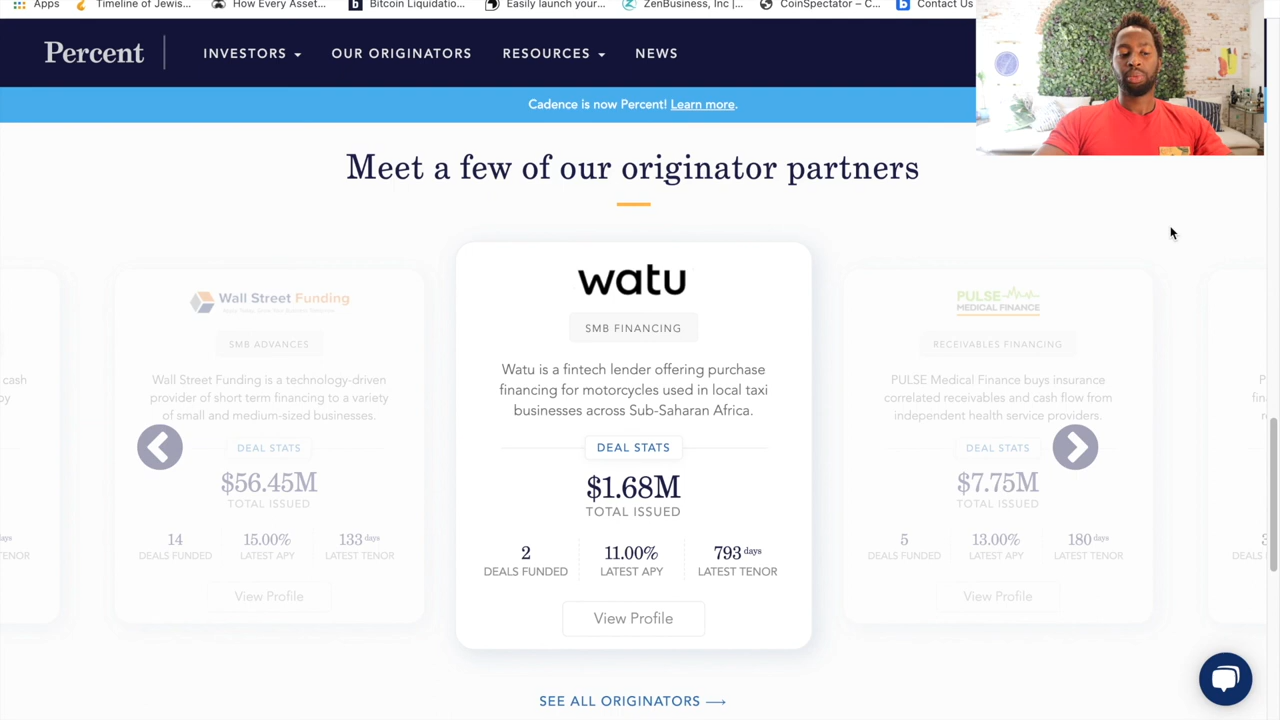 Apps
Timeline of Jewis...
How Every Asset...
Bitcoin Liquidatio...
Easily launch your...
ZenBusiness, Inc |...
CoinSpectator – C...
Contact Us
Percent
INVESTORS
OUR ORIGINATORS
RESOURCES
NEWS
Cadence is now Percent! Learn more.
Meet a few of our originator partners
cash
by
days
TENOR
Wall Street Funding
SMB ADVANCES
Wall Street Funding is a technology-driven
provider of short term financing to a variety
of small and medium-sized businesses.
DEAL STATS
$56.45M
TOTAL ISSUED
14
DEALS FUNDED
15.00%
LATEST APY
133 days
LATEST TENOR
View Profile
watu
SMB FINANCING
Watu is a fintech lender offering purchase
financing for motorcycles used in local taxi
businesses across Sub-Saharan Africa.
DEAL STATS
$1.68M
TOTAL ISSUED
2
DEALS FUNDED
11.00%
LATEST APY
793 days
LATEST TENOR
View Profile
PULSE
MEDICAL FINANCE
RECEIVABLES FINANCING
PULSE Medical Finance buys insurance
correlated receivables and cash flow from
independent health service providers.
DEAL STATS
$7.75M
TOTAL ISSUED
5
DEALS FUNDED
13.00%
LATEST APY
180 days
LATEST TENOR
View Profile
SEE ALL ORIGINATORS →